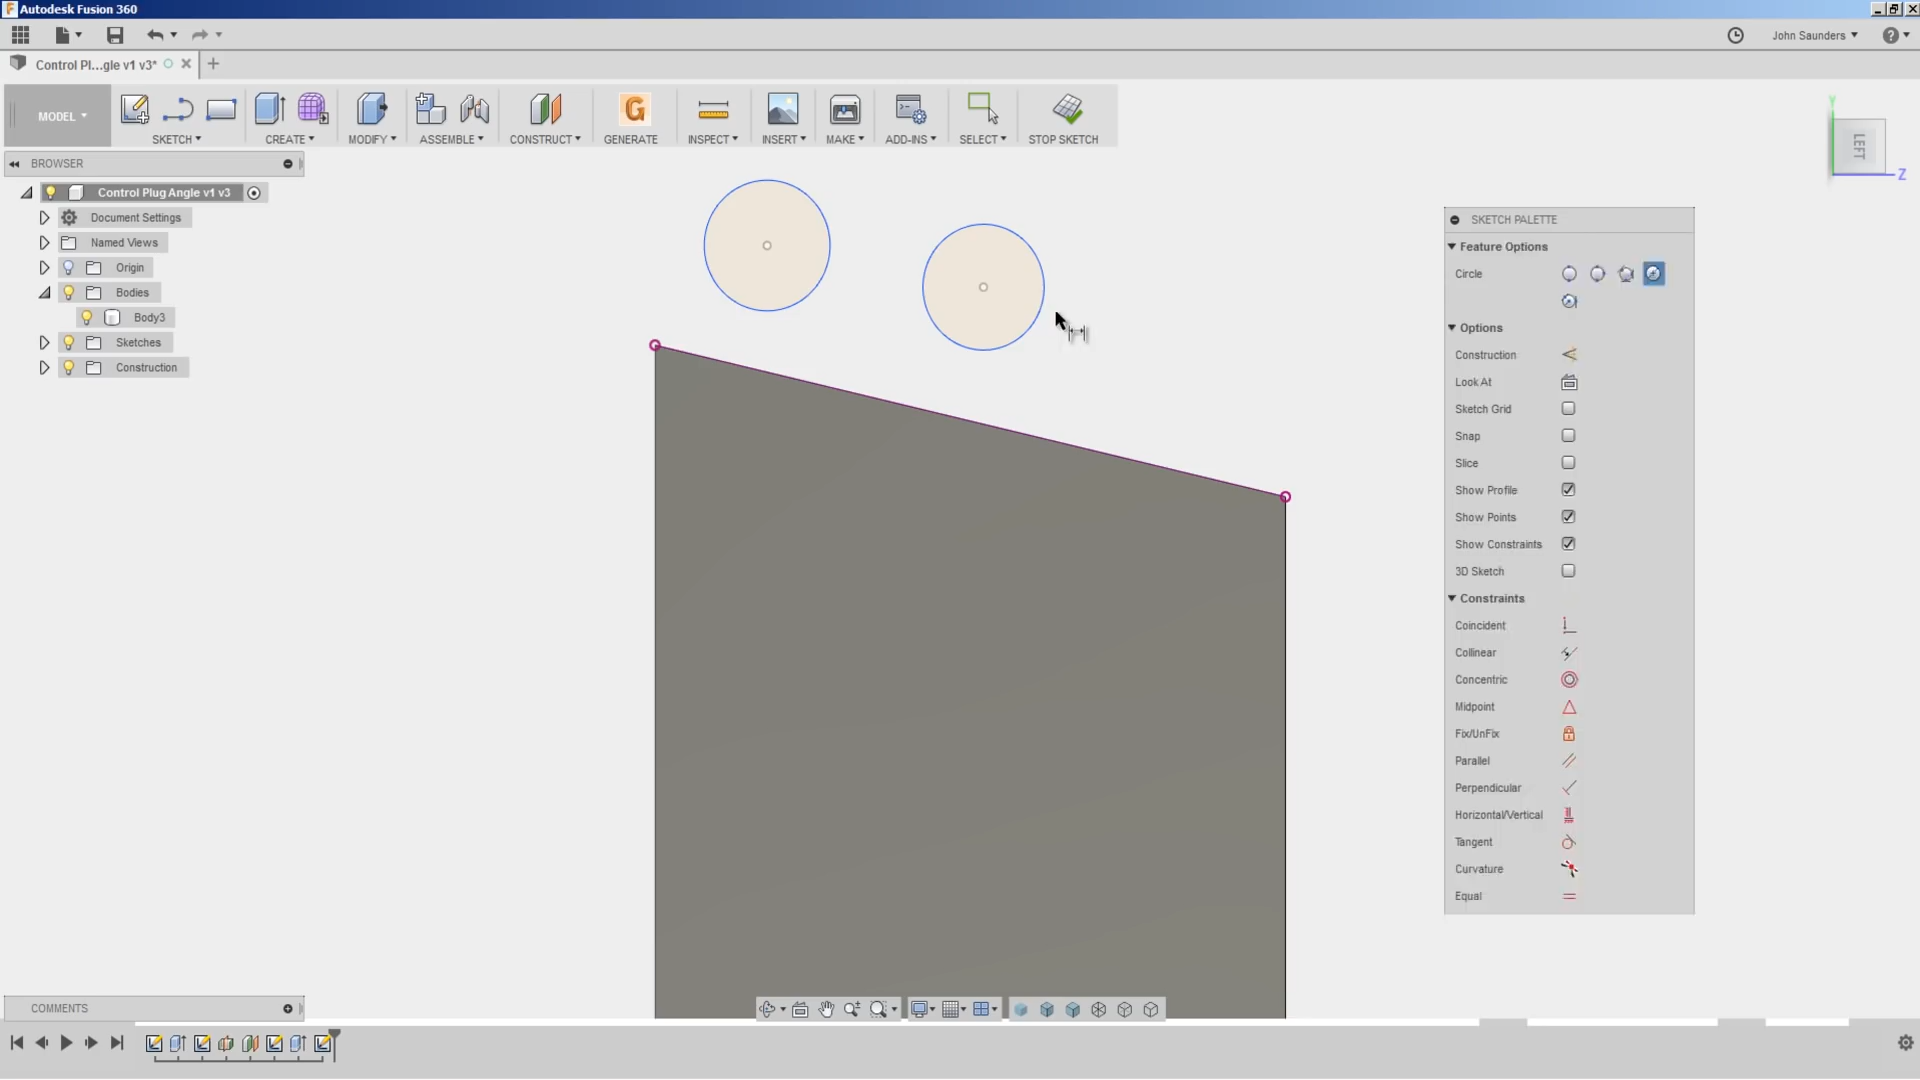 Autodesk Fusion 360
John Saunders
Control Pl...gle v1 v3*
MODEL
SKETCH
CREATE
MODIFY
ASSEMBLE
CONSTRUCT
GENERATE
INSPECT
INSERT
MAKE
ADD-INS
SELECT
STOP SKETCH
BROWSER
Control Plug Angle v1 v3
Document Settings
Named Views
Origin
Bodies
Body3
Sketches
Construction
Y
LEFT
Z
SKETCH PALETTE
Feature Options
Circle
Options
Construction
Look At
Sketch Grid
Snap
Slice
Show Profile
Show Points
Show Constraints
3D Sketch
Constraints
Coincident
Collinear
Concentric
Midpoint
Fix/UnFix
Parallel
Perpendicular
Horizontal/Vertical
Tangent
Curvature
Equal
COMMENTS